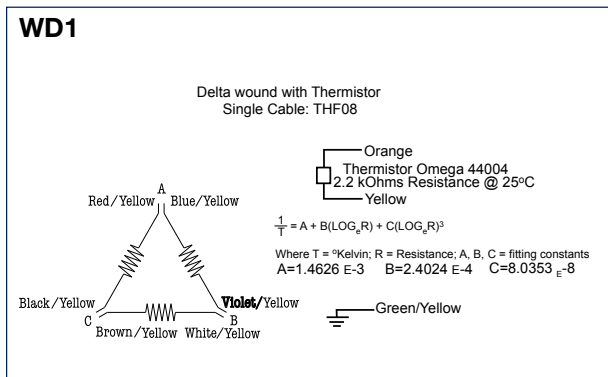 WD1
Delta wound with Thermistor
Single Cable: THF08
Orange
Thermistor Omega 44004
2.2 kOhms Resistance @ 25°C
Yellow
A
Red/Yellow Blue/Yellow
1/T = A + B(LOGₑR) + C(LOGₑR)³
Where T = °Kelvin; R = Resistance; A, B, C = fitting constants
A=1.4626 E-3 B=2.4024 E-4 C=8.0353 E-8
Black/Yellow Violet/Yellow
C B
Brown/Yellow White/Yellow
Green/Yellow